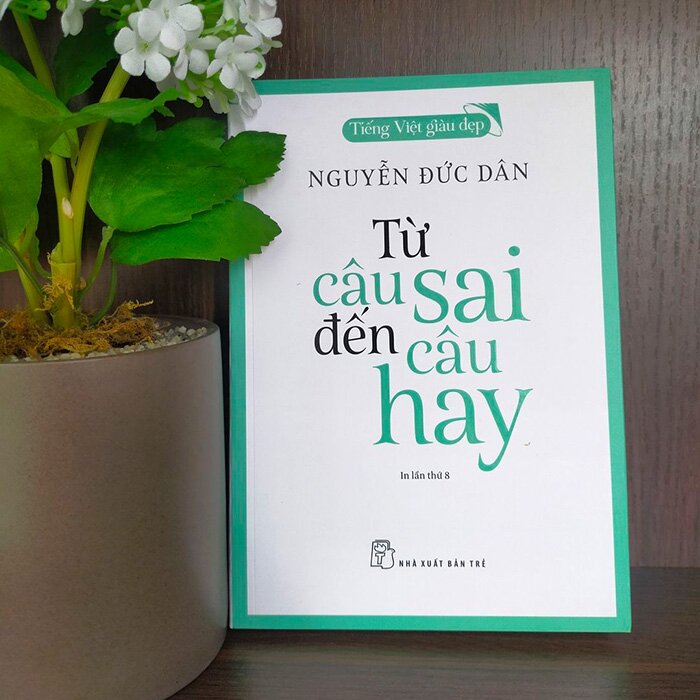 Tiếng Việt giàu đẹp
NGUYỄN ĐỨC DÂN
Từ
câu sai
đến câu
hay
In lần thứ 8
NHÀ XUẤT BẢN TRẺ